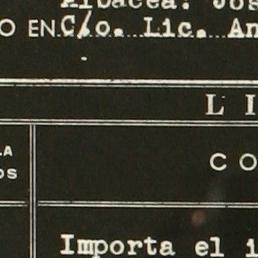 Albacea: Jos
O EN C/o. Lic. An
L I
LA
OS
C O
Importa el i